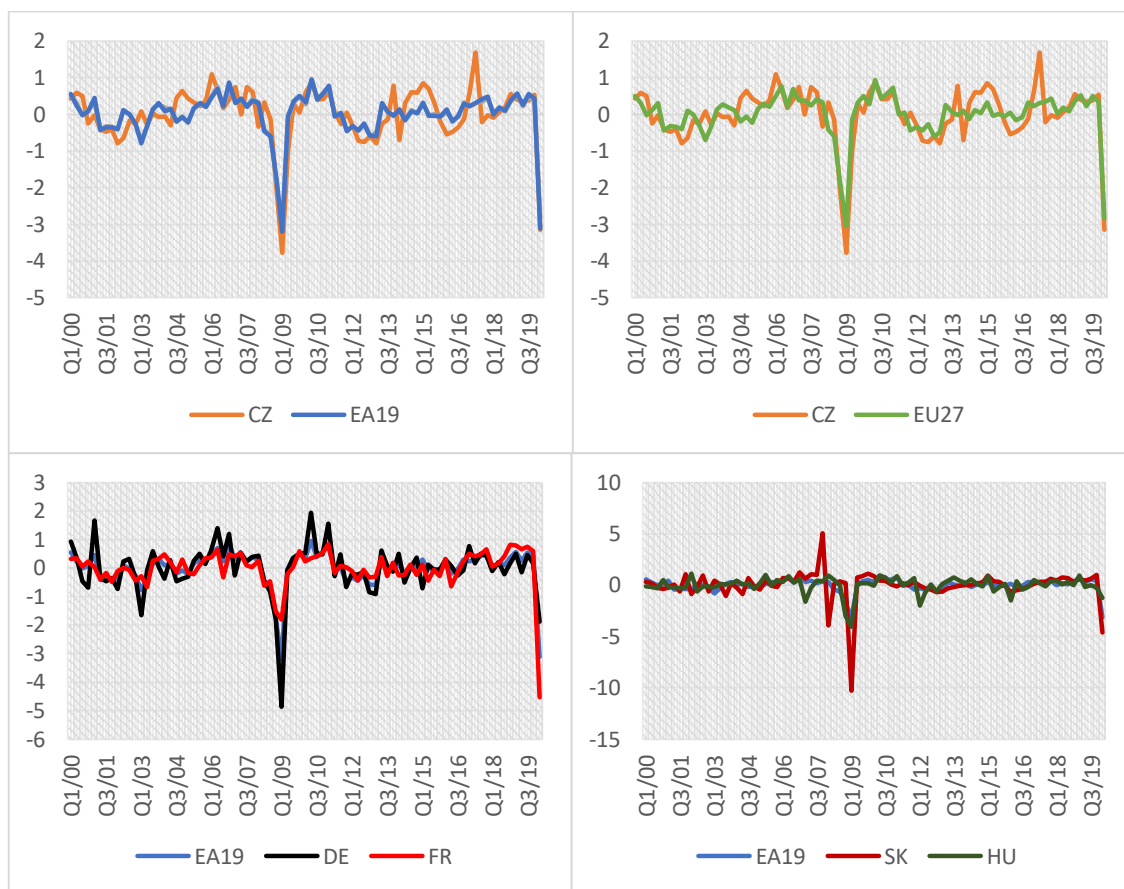 2
1
0
-1
-2
-3
-4
-5
Q1/00
Q3/01
Q1/03
Q3/04
Q1/06
Q3/07
Q1/09
Q3/10
Q1/12
Q3/13
Q1/15
Q3/16
Q1/18
Q3/19
CZ EA19
2
1
0
-1
-2
-3
-4
-5
Q1/00
Q3/01
Q1/03
Q3/04
Q1/06
Q3/07
Q1/09
Q3/10
Q1/12
Q3/13
Q1/15
Q3/16
Q1/18
Q3/19
CZ EU27
3
2
1
0
-1
-2
-3
-4
-5
-6
Q1/00
Q3/01
Q1/03
Q3/04
Q1/06
Q3/07
Q1/09
Q3/10
Q1/12
Q3/13
Q1/15
Q3/16
Q1/18
Q3/19
EA19 DE FR
10
5
0
-5
-10
-15
Q1/00
Q3/01
Q1/03
Q3/04
Q1/06
Q3/07
Q1/09
Q3/10
Q1/12
Q3/13
Q1/15
Q3/16
Q1/18
Q3/19
EA19 SK HU